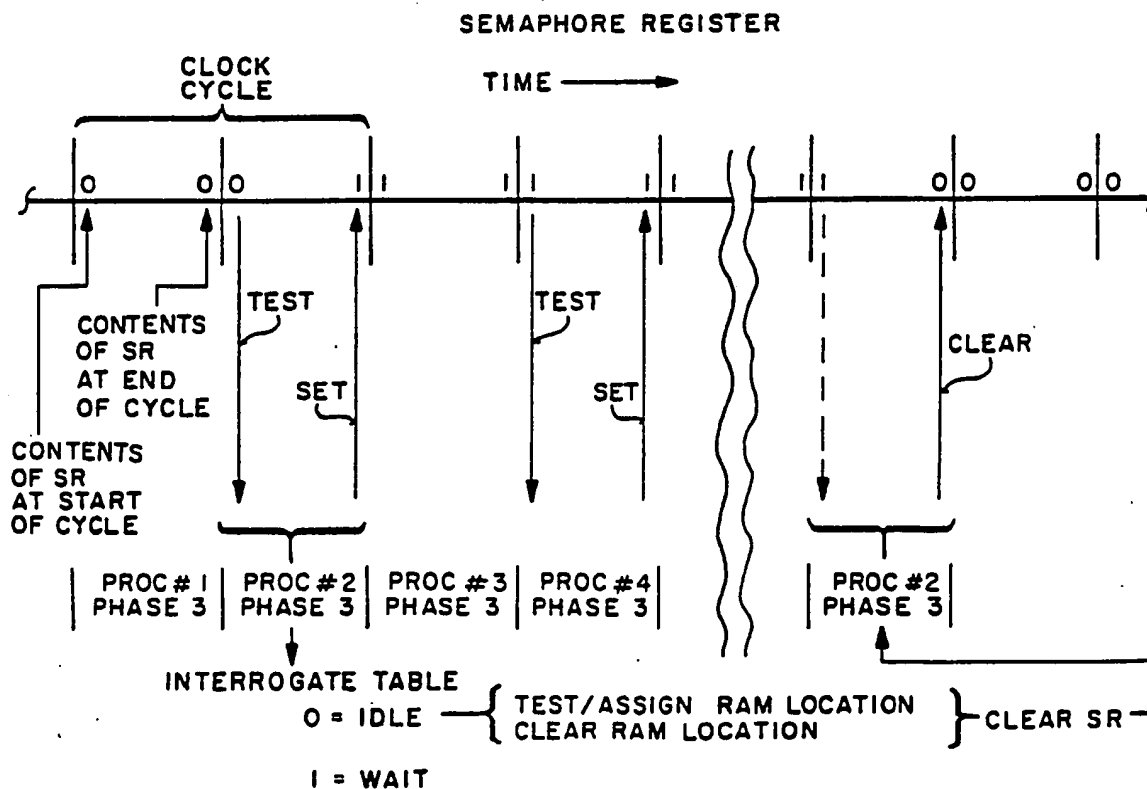 SEMAPHORE REGISTER
TIME
CLOCK
CYCLE
0 0 0 1 1 1 1 1 1 1 1 0 0 0 0
TEST
SET
TEST
SET
CLEAR
CONTENTS
OF SR
AT END
OF CYCLE
CONTENTS
OF SR
AT START
OF CYCLE
PROC #1
PHASE 3
PROC #2
PHASE 3
PROC #3
PHASE 3
PROC #4
PHASE 3
PROC #2
PHASE 3
INTERROGATE TABLE
0 = IDLE
TEST/ASSIGN RAM LOCATION
CLEAR RAM LOCATION
CLEAR SR
1 = WAIT